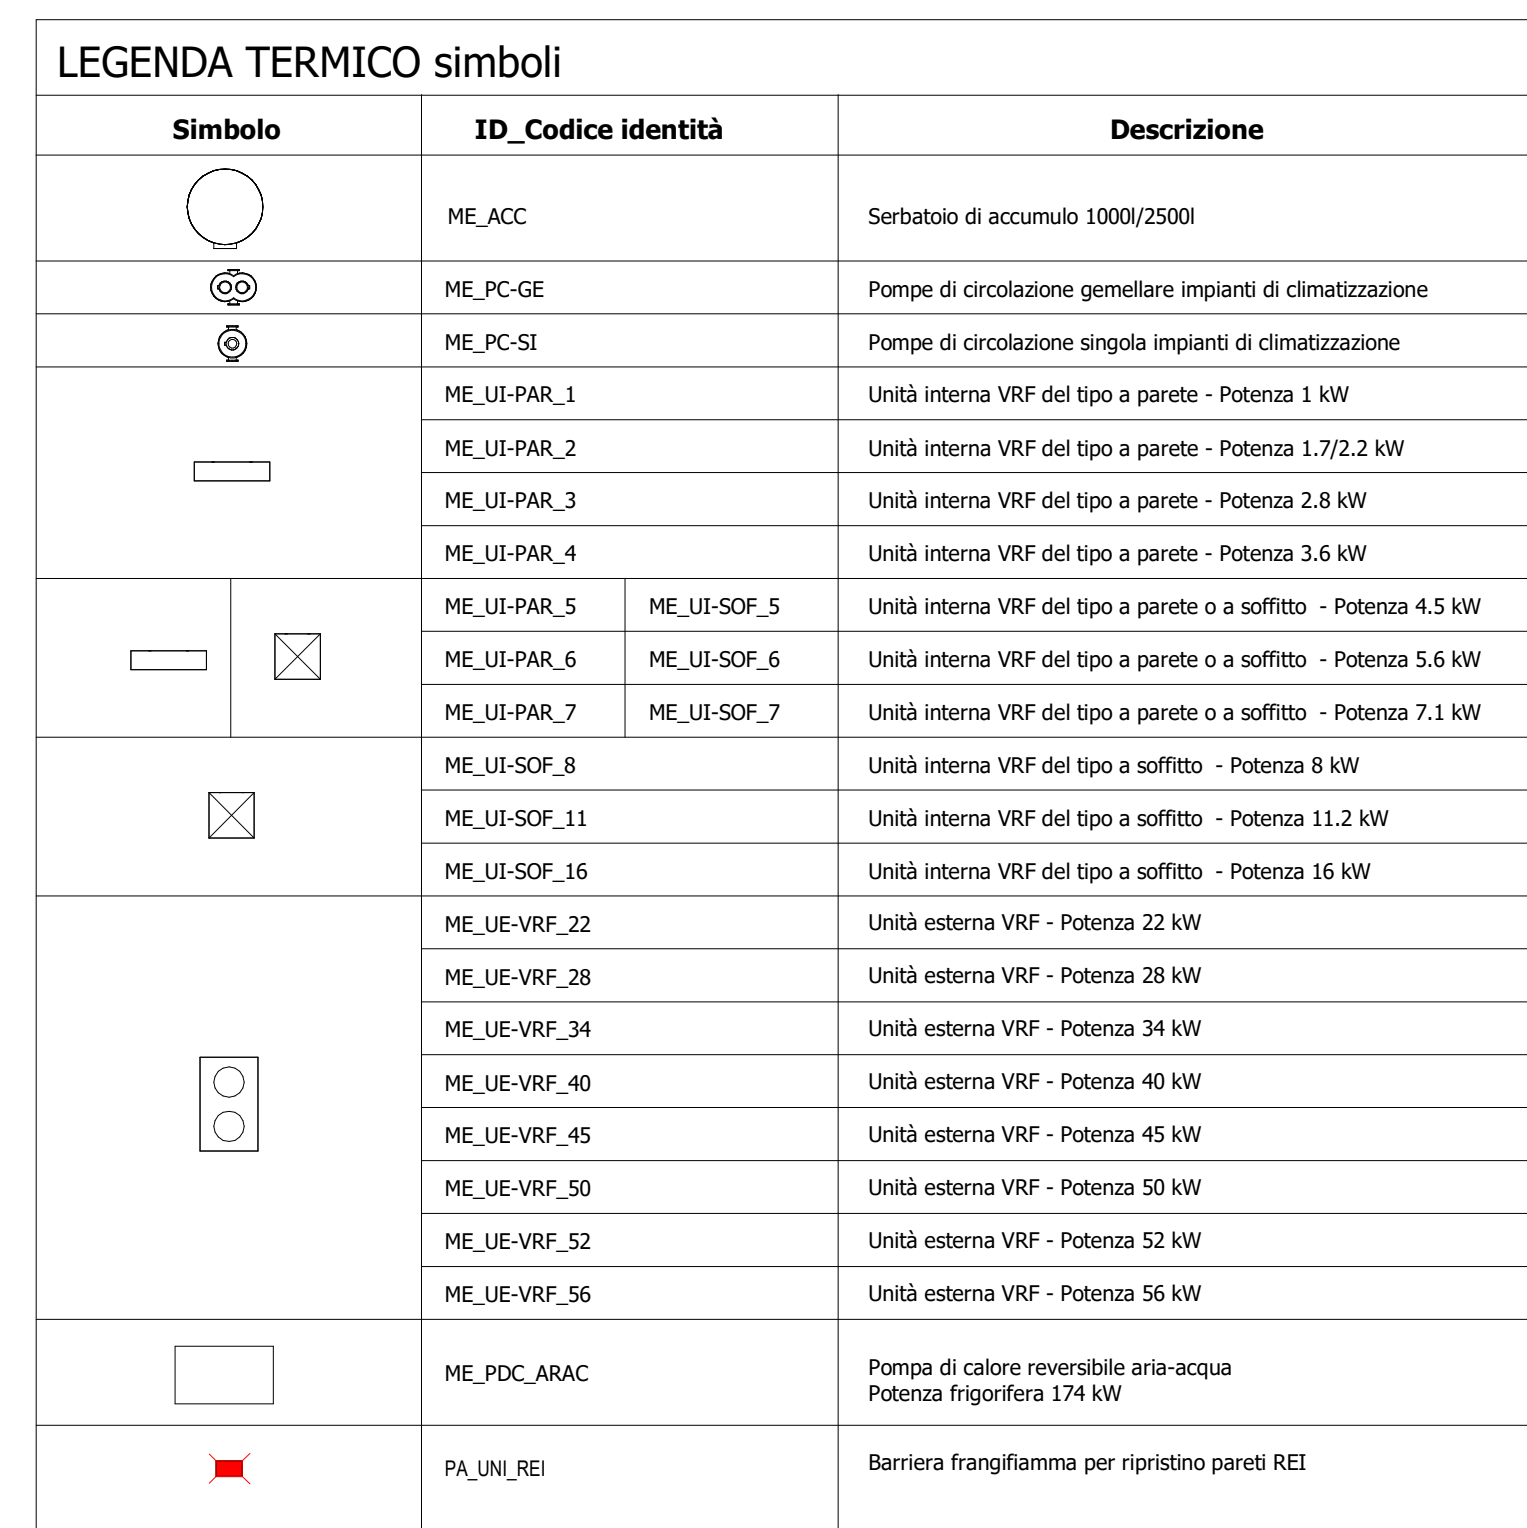 LEGENDA TERMICO simboli
Simbolo ID_Codice identità Descrizione
ME_ACC Serbatoio di accumulo 1000l/2500l
ME_PC-GE Pompe di circolazione gemellare impianti di climatizzazione
ME_PC-SI Pompe di circolazione singola impianti di climatizzazione
ME_UI-PAR_1 Unità interna VRF del tipo a parete - Potenza 1 kW
ME_UI-PAR_2 Unità interna VRF del tipo a parete - Potenza 1.7/2.2 kW
ME_UI-PAR_3 Unità interna VRF del tipo a parete - Potenza 2.8 kW
ME_UI-PAR_4 Unità interna VRF del tipo a parete - Potenza 3.6 kW
ME_UI-PAR_5 ME_UI-SOF_5 Unità interna VRF del tipo a parete o a soffitto - Potenza 4.5 kW
ME_UI-PAR_6 ME_UI-SOF_6 Unità interna VRF del tipo a parete o a soffitto - Potenza 5.6 kW
ME_UI-PAR_7 ME_UI-SOF_7 Unità interna VRF del tipo a parete o a soffitto - Potenza 7.1 kW
ME_UI-SOF_8 Unità interna VRF del tipo a soffitto - Potenza 8 kW
ME_UI-SOF_11 Unità interna VRF del tipo a soffitto - Potenza 11.2 kW
ME_UI-SOF_16 Unità interna VRF del tipo a soffitto - Potenza 16 kW
ME_UE-VRF_22 Unità esterna VRF - Potenza 22 kW
ME_UE-VRF_28 Unità esterna VRF - Potenza 28 kW
ME_UE-VRF_34 Unità esterna VRF - Potenza 34 kW
ME_UE-VRF_40 Unità esterna VRF - Potenza 40 kW
ME_UE-VRF_45 Unità esterna VRF - Potenza 45 kW
ME_UE-VRF_50 Unità esterna VRF - Potenza 50 kW
ME_UE-VRF_52 Unità esterna VRF - Potenza 52 kW
ME_UE-VRF_56 Unità esterna VRF - Potenza 56 kW
ME_PDC_ARAC Pompa di calore reversibile aria-acqua
Potenza frigorifera 174 kW
PA_UNI_REI Barriera frangifiamma per ripristino pareti REI